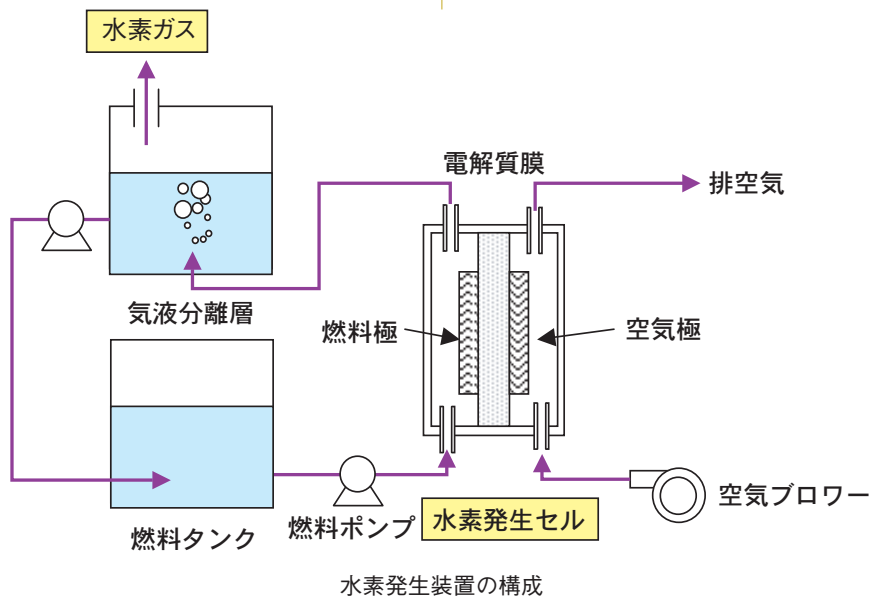 水素ガス
電解質膜
排空気
気液分離層
燃料極
空気極
空気ブロワー
燃料タンク
燃料ポンプ
水素発生セル
水素発生装置の構成